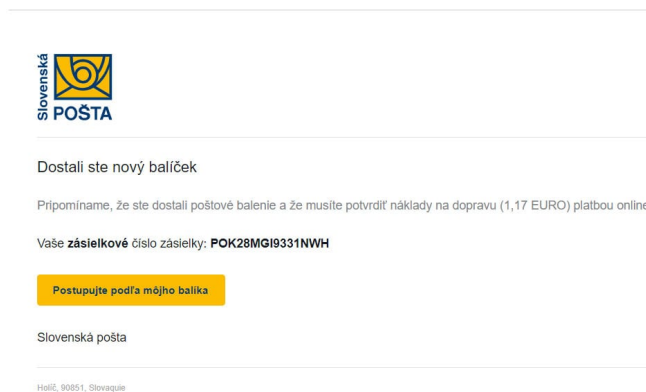 Slovenská
POŠTA
Dostali ste nový balíček
Pripomíname, že ste dostali poštové balenie a že musíte potvrdiť náklady na dopravu (1,17 EURO) platbou online
Vaše zásielkové číslo zásielky: POK28MGI9331NWH
Postupujte podľa môjho balíka
Slovenská pošta
Holíč, 90851, Slovaquie